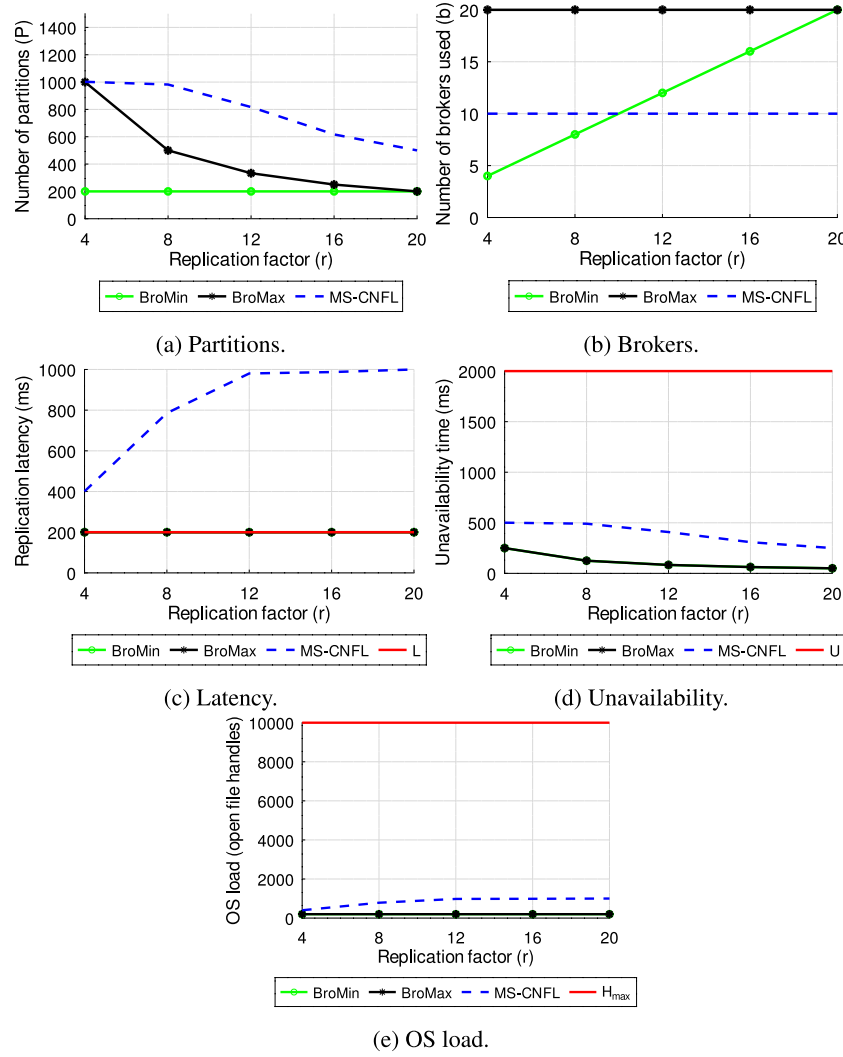 Number of partitions (P)
1400
1200
1000
800
600
400
200
0
4 8 12 16 20
Replication factor (r)
BroMin BroMax MS-CNFL
(a) Partitions.
Number of brokers used (b)
20
15
10
5
0
4 8 12 16 20
Replication factor (r)
BroMin BroMax MS-CNFL
(b) Brokers.
Replication latency (ms)
1000
800
600
400
200
0
4 8 12 16 20
Replication factor (r)
BroMin BroMax MS-CNFL L
(c) Latency.
Unavailability time (ms)
2000
1500
1000
500
0
4 8 12 16 20
Replication factor (r)
BroMin BroMax MS-CNFL U
(d) Unavailability.
OS load (open file handles)
10000
8000
6000
4000
2000
0
4 8 12 16 20
Replication factor (r)
BroMin BroMax MS-CNFL Hmax
(e) OS load.